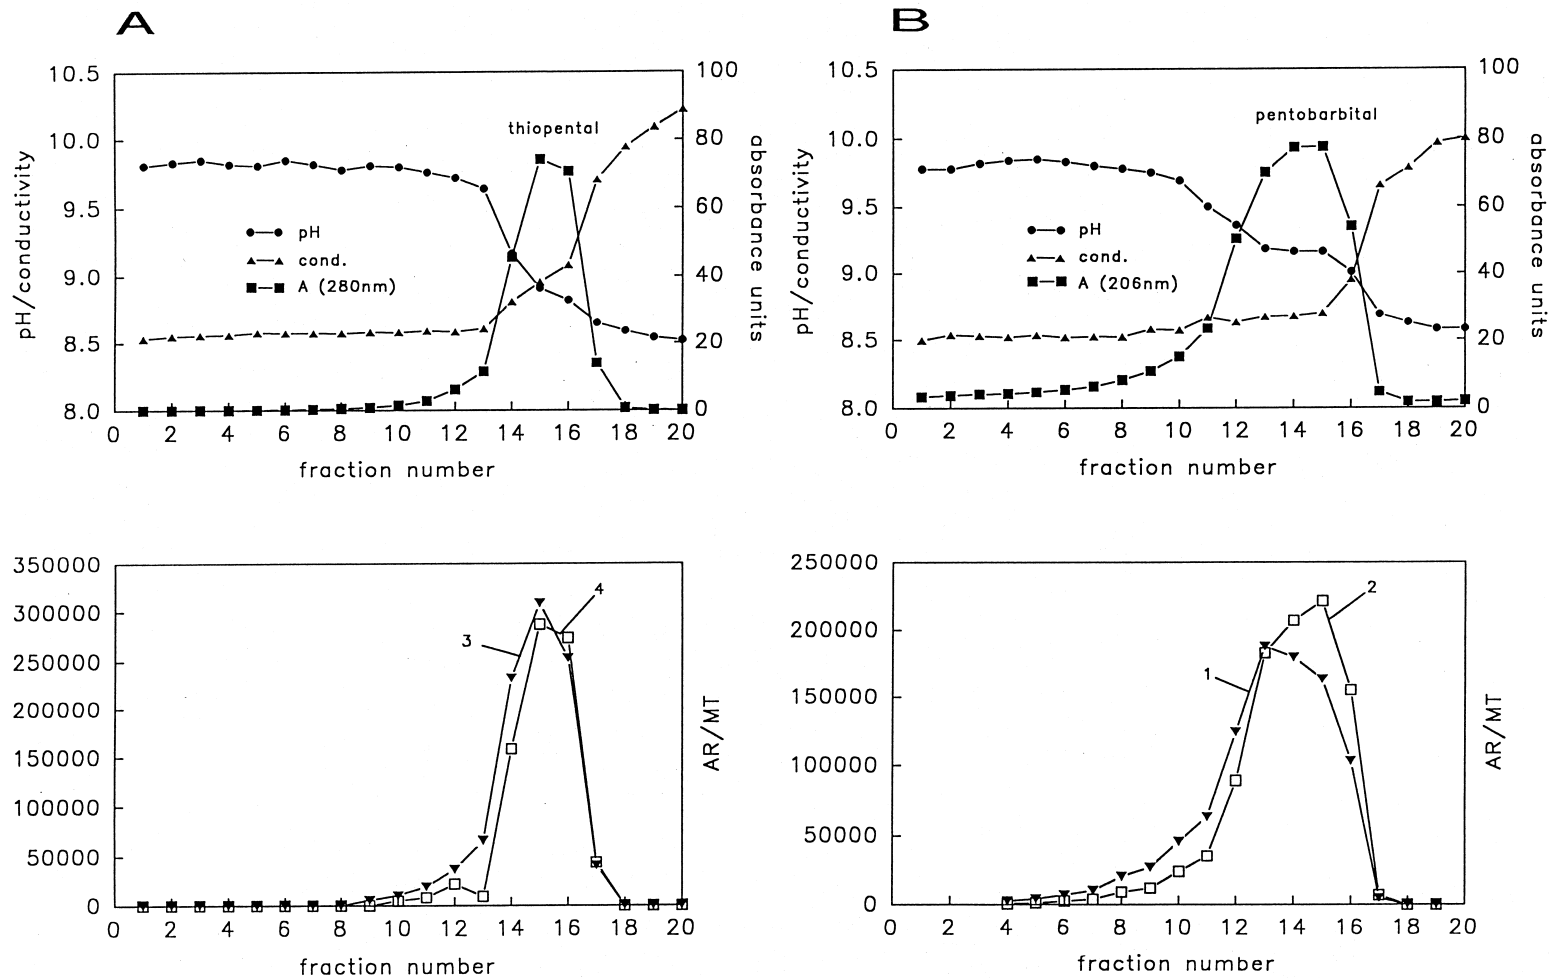 A
10.5
10.0
9.5
9.0
8.5
8.0
pH/conductivity
100
80
60
40
20
0
absorbance units
thiopental
pH
cond.
A (280nm)
0 2 4 6 8 10 12 14 16 18 20
fraction number
B
10.5
10.0
9.5
9.0
8.5
8.0
pH/conductivity
100
80
60
40
20
0
absorbance units
pentobarbital
pH
cond.
A (206nm)
0 2 4 6 8 10 12 14 16 18 20
fraction number
350000
300000
250000
200000
150000
100000
50000
0
3
4
AR/MT
0 2 4 6 8 10 12 14 16 18 20
fraction number
250000
200000
150000
100000
50000
0
1
2
AR/MT
0 2 4 6 8 10 12 14 16 18 20
fraction number